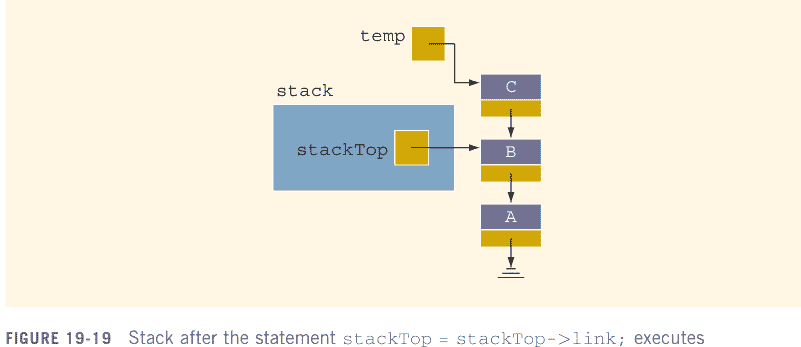 temp
C
stack
stackTop
B
A
FIGURE 19-19 Stack after the statement stackTop = stackTop->link; executes